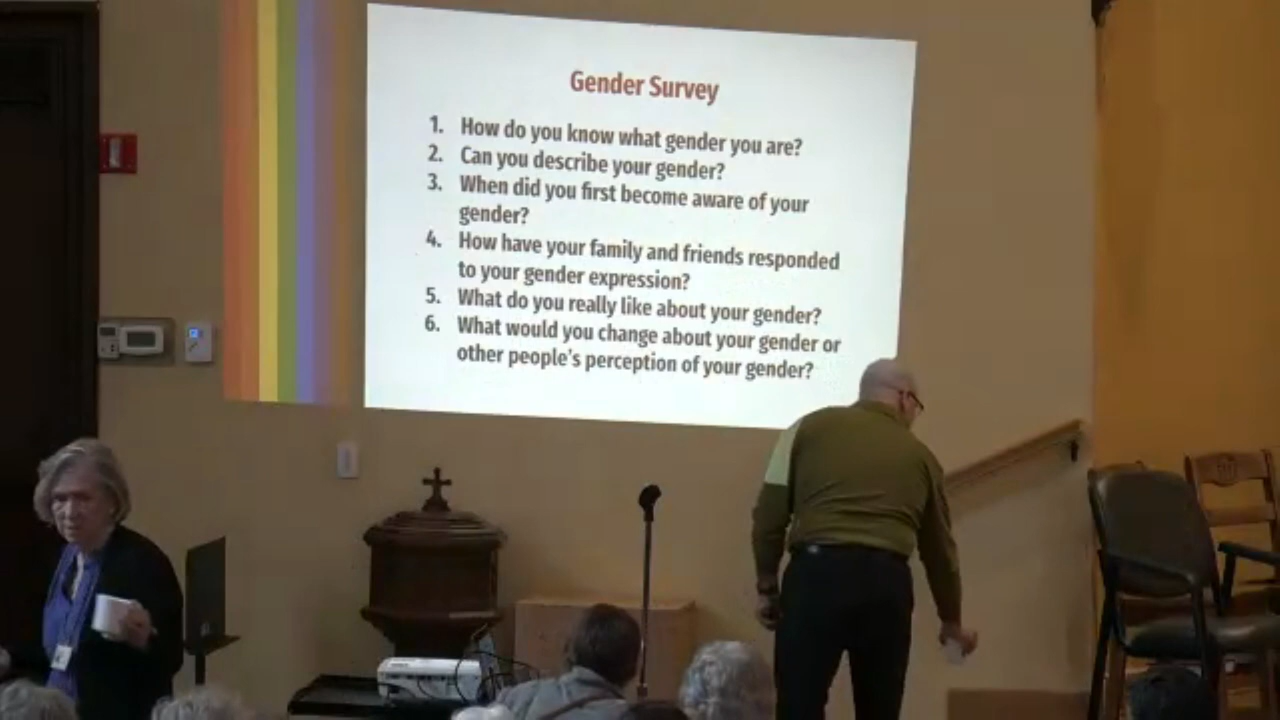 Gender Survey
1. How do you know what gender you are?
2. Can you describe your gender?
3. When did you first become aware of your
gender?
4. How have your family and friends responded
to your gender expression?
5. What do you really like about your gender?
6. What would you change about your gender or
other people's perception of your gender?